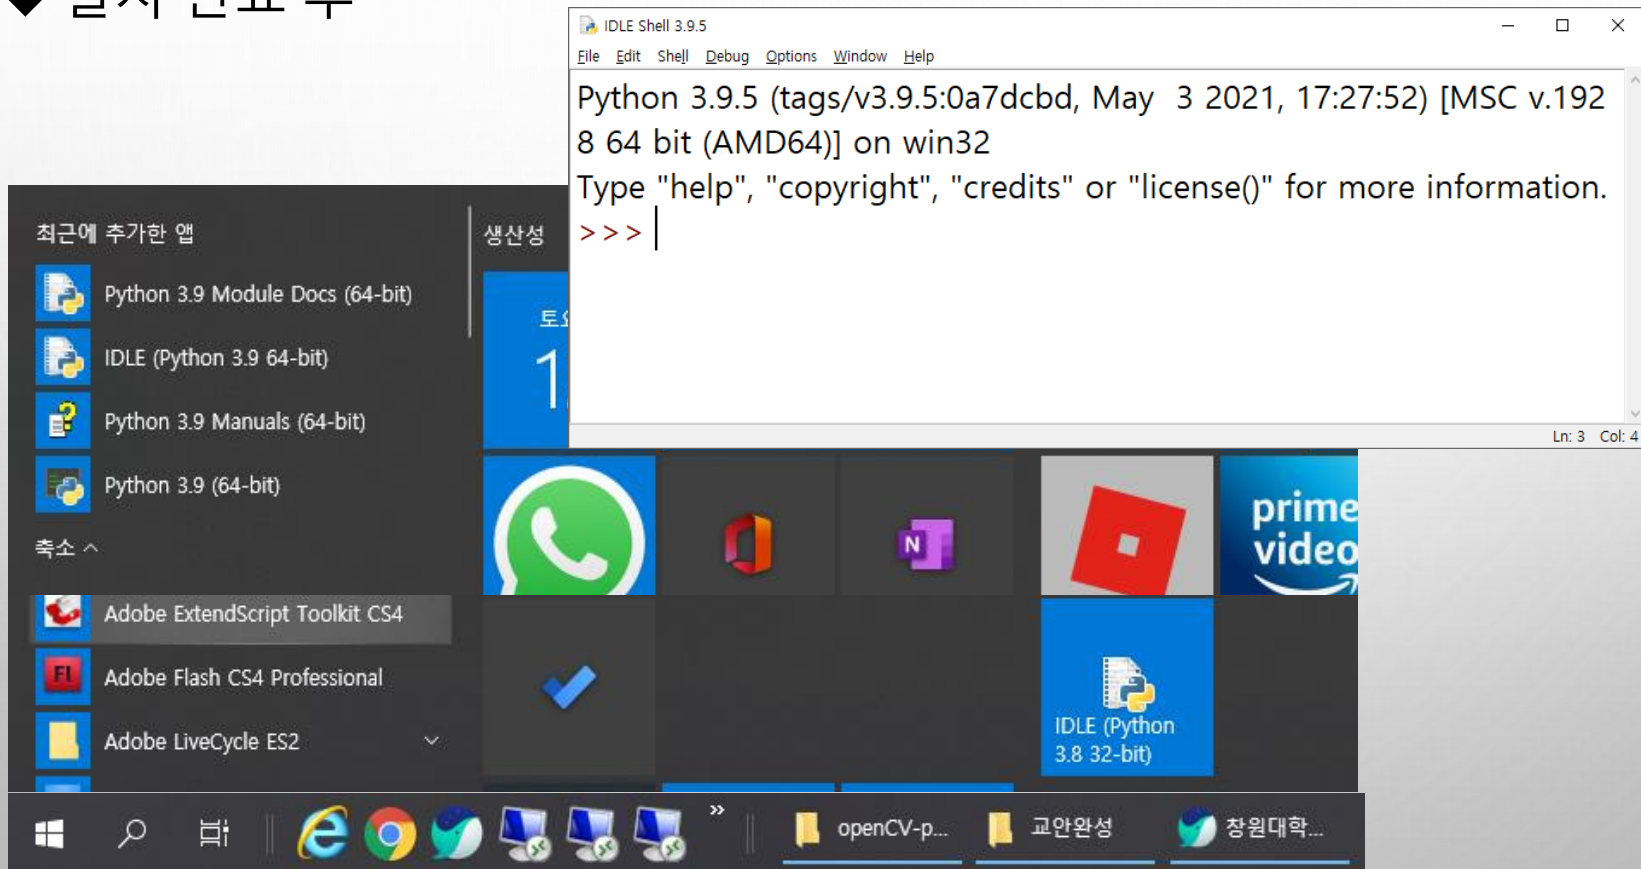 IDLE Shell 3.9.5
File Edit Shell Debug Options Window Help
Python 3.9.5 (tags/v3.9.5:0a7dcbd, May  3 2021, 17:27:52) [MSC v.192
8 64 bit (AMD64)] on win32
Type "help", "copyright", "credits" or "license()" for more information.
>>>
Ln: 3 Col: 4
최근에 추가한 앱
Python 3.9 Module Docs (64-bit)
IDLE (Python 3.9 64-bit)
Python 3.9 Manuals (64-bit)
Python 3.9 (64-bit)
축소
Adobe ExtendScript Toolkit CS4
FL
Adobe Flash CS4 Professional
Adobe LiveCycle ES2
생산성
N
prime
video
IDLE (Python
3.8 32-bit)
openCV-p...
교안완성
창원대학...